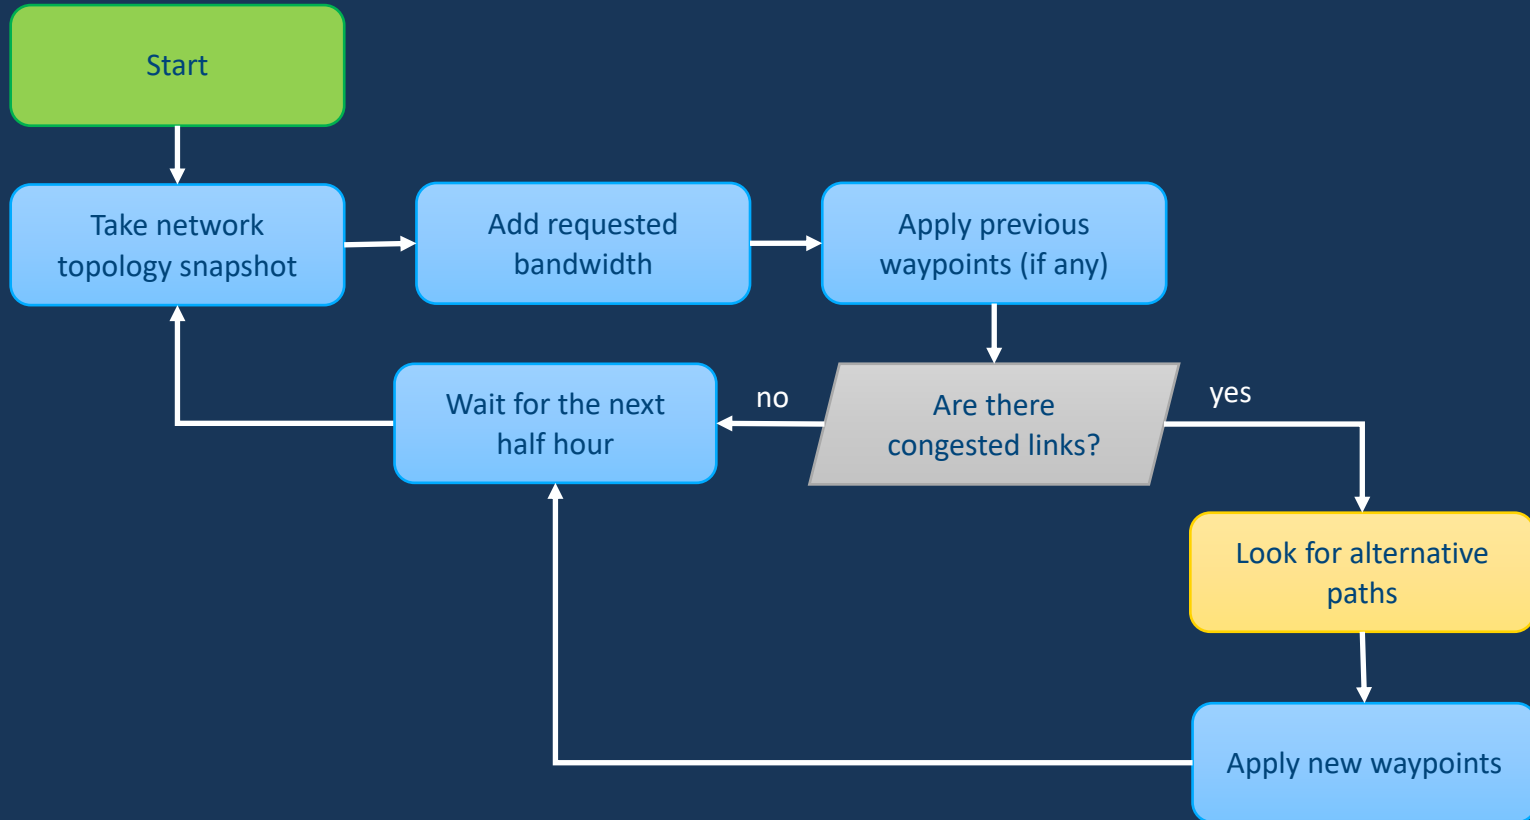 Start
Take network
topology snapshot
Add requested
bandwidth
Apply previous
waypoints (if any)
Wait for the next
half hour
no
Are there
congested links?
yes
Look for alternative
paths
Apply new waypoints